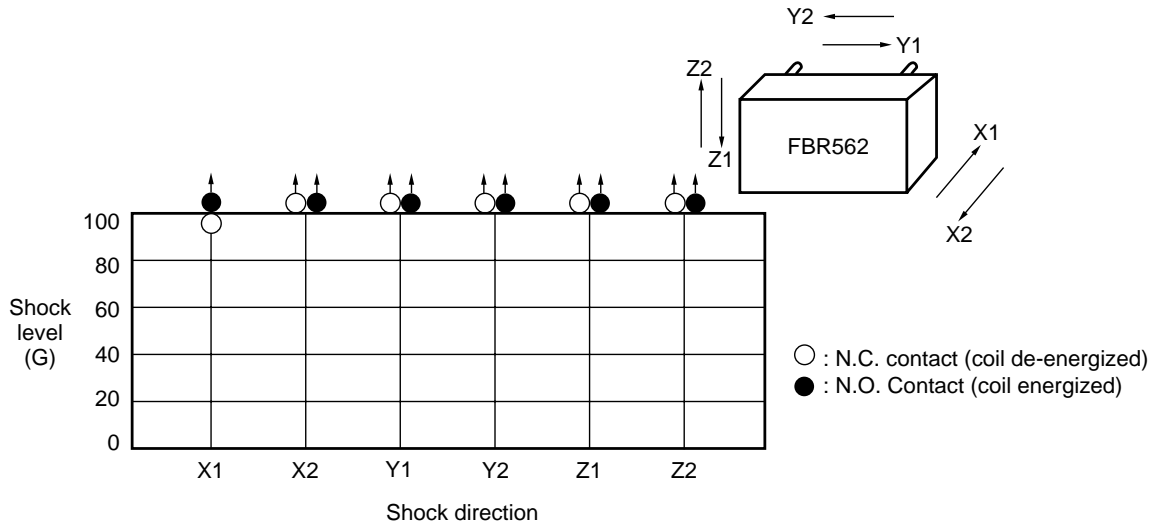 Y2
Y1
Z2
Z1
FBR562
X1
X2
100
80
60
40
20
0
Shock
level
(G)
X1 X2 Y1 Y2 Z1 Z2
Shock direction
: N.C. contact (coil de-energized)
: N.O. Contact (coil energized)